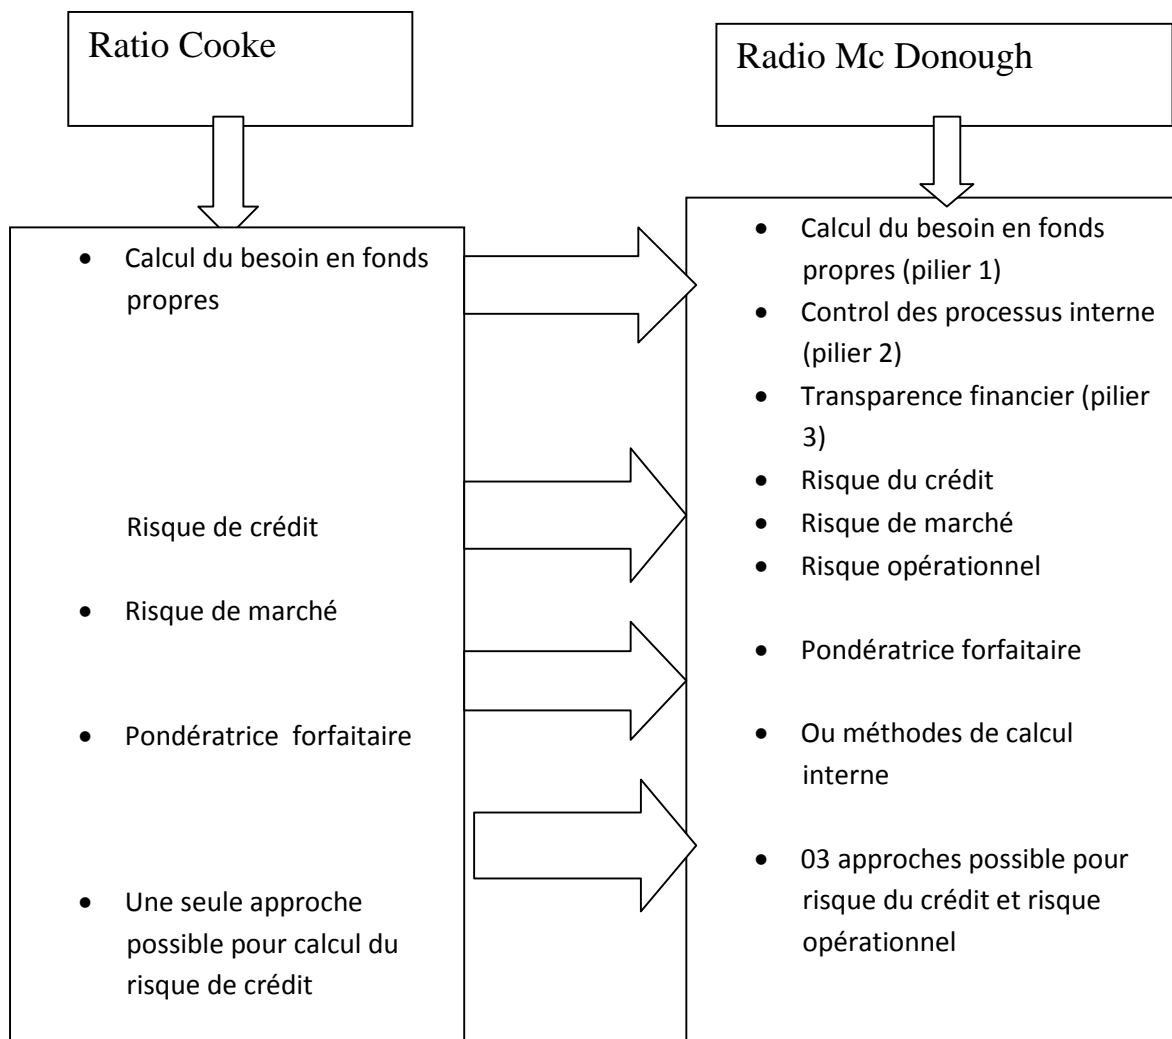 Ratio Cooke
• Calcul du besoin en fonds
propres
Risque de crédit
• Risque de marché
• Pondératrice forfaitaire
• Une seule approche
possible pour calcul du
risque de crédit
Radio Mc Donough
• Calcul du besoin en fonds
propres (pilier 1)
• Control des processus interne
(pilier 2)
• Transparence financier (pilier
3)
• Risque du crédit
• Risque de marché
• Risque opérationnel
• Pondératrice forfaitaire
• Ou méthodes de calcul
interne
• 03 approches possible pour
risque du crédit et risque
opérationnel